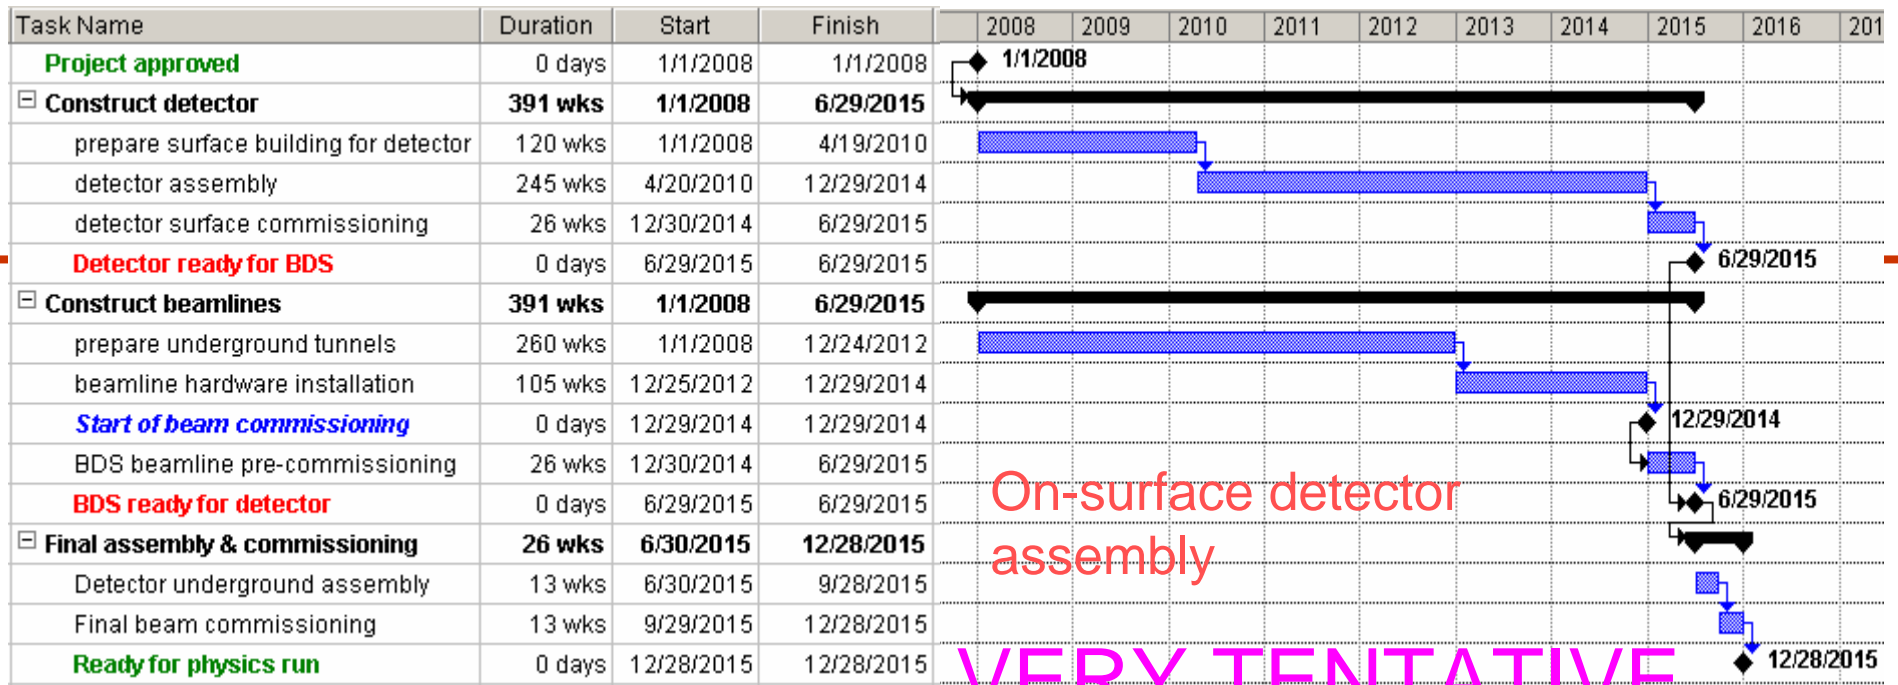 Task Name Duration Start Finish 2008 2009 2010 2011 2012 2013 2014 2015 2016 201
Project approved 0 days 1/1/2008 1/1/2008 1/1/2008
Construct detector 391 wks 1/1/2008 6/29/2015
prepare surface building for detector 120 wks 1/1/2008 4/19/2010
detector assembly 245 wks 4/20/2010 12/29/2014
detector surface commissioning 26 wks 12/30/2014 6/29/2015
Detector ready for BDS 0 days 6/29/2015 6/29/2015 6/29/2015
Construct beamlines 391 wks 1/1/2008 6/29/2015
prepare underground tunnels 260 wks 1/1/2008 12/24/2012
beamline hardware installation 105 wks 12/25/2012 12/29/2014
Start of beam commissioning 0 days 12/29/2014 12/29/2014 12/29/2014
BDS beamline pre-commissioning 26 wks 12/30/2014 6/29/2015
On-surface detector
BDS ready for detector 0 days 6/29/2015 6/29/2015 6/29/2015
Final assembly & commissioning 26 wks 6/30/2015 12/28/2015
assembly
Detector underground assembly 13 wks 6/30/2015 9/28/2015
Final beam commissioning 13 wks 9/29/2015 12/28/2015
Ready for physics run 0 days 12/28/2015 12/28/2015 12/28/2015
VERY TENTATIVE